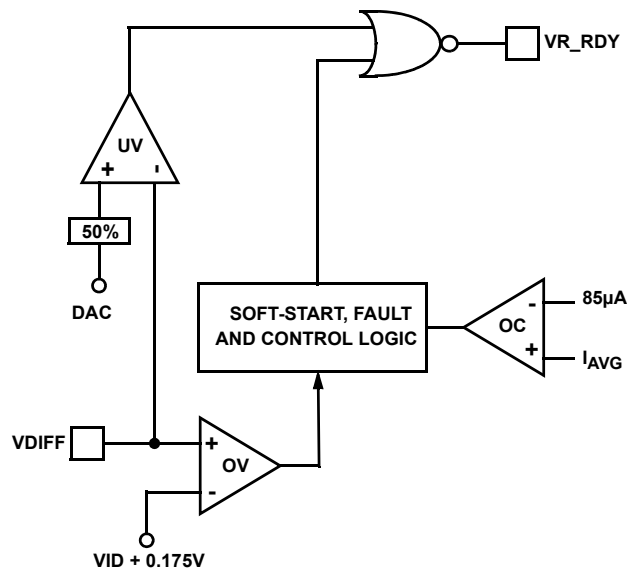 VR_RDY
UV
+ -
50%
DAC
SOFT-START, FAULT
AND CONTROL LOGIC
- 85µA
OC
+ IAVG
VDIFF
+
OV
-
VID + 0.175V